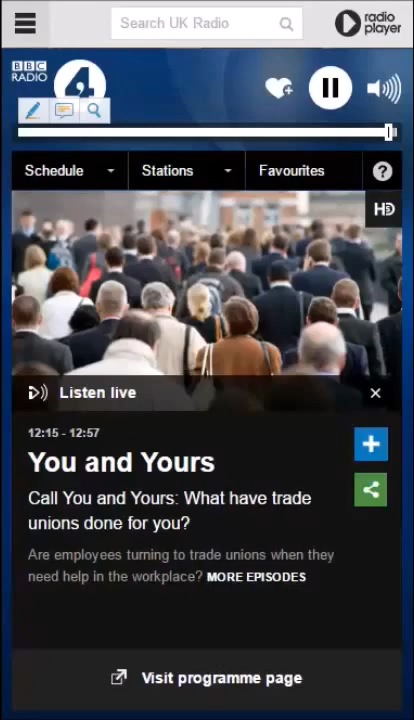 Search UK Radio
radio
player
BBC
RADIO
4
Schedule
Stations
Favourites
?
HD
Listen live
12:15 - 12:57
You and Yours
Call You and Yours: What have trade
unions done for you?
Are employees turning to trade unions when they
need help in the workplace? MORE EPISODES
Visit programme page